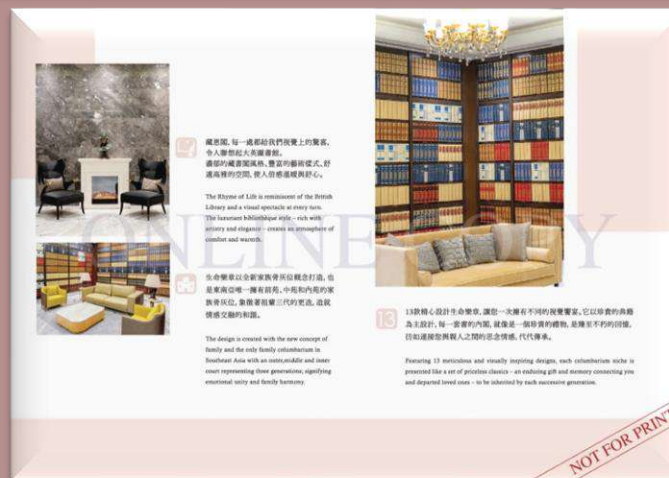 藏恩閣, 每一處都給我們視覺上的驚喜,
令人聯想起大英圖書館。
濃郁的藏書閣風格、豐富的藝術樣式、舒
適高雅的空間, 使人倍感溫暖與舒心。
The Rhyme of Life is reminiscent of the British
Library and a visual spectacle at every turn.
The luxuriant bibliothèque style – rich with
artistry and elegance – creates an atmosphere of
comfort and warmth.
生命樂章以全新家族骨灰位概念打造, 也
是東南亞唯一擁有前苑、中苑和內苑的家
族骨灰位, 象徵著祖輩三代的更迭, 造就
情感交融的和諧。
The design is created with the new concept of
family and the only family columbarium in
Southeast Asia with an outer, middle and inner
court representing three generations; signifying
emotional unity and family harmony.
13
13款精心設計生命樂章, 讓您一次擁有不同的視覺饗宴。它以珍貴的典籍
為主設計, 每一套書的內閣, 就像是一個珍貴的禮物, 是陳至不朽的回憶,
仿如連接您與親人之間的思念情感, 代代傳承。
Featuring 13 meticulous and visually inspiring designs, each columbarium niche is
presented like a set of priceless classics – an enduring gift and memory connecting you
and departed loved ones – to be inherited by each successive generation.
ONLINE COPY
NOT FOR PRINT